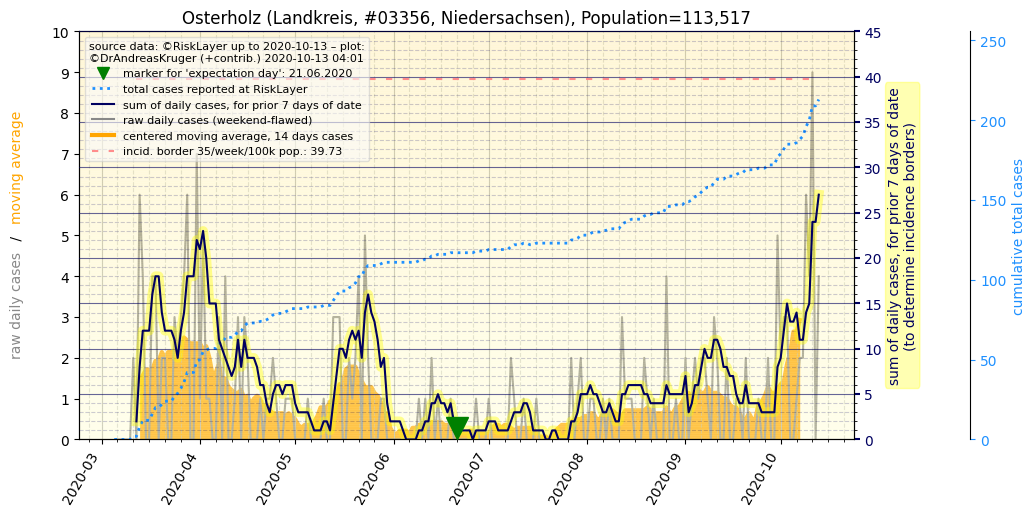 Osterholz (Landkreis, #03356, Niedersachsen), Population=113,517
source data: ©RiskLayer up to 2020-10-13 – plot:
©DrAndreasKruger (+contrib.) 2020-10-13 04:01
marker for 'expectation day': 21.06.2020
total cases reported at RiskLayer
sum of daily cases, for prior 7 days of date
raw daily cases (weekend-flawed)
centered moving average, 14 days cases
incid. border 35/week/100k pop.: 39.73
raw daily cases / moving average
10
9
8
7
6
5
4
3
2
1
0
2020-03
2020-04
2020-05
2020-06
2020-07
2020-08
2020-09
2020-10
45
40
35
30
25
20
15
10
5
0
sum of daily cases, for prior 7 days of date
(to determine incidence borders)
250
200
150
100
50
0
cumulative total cases